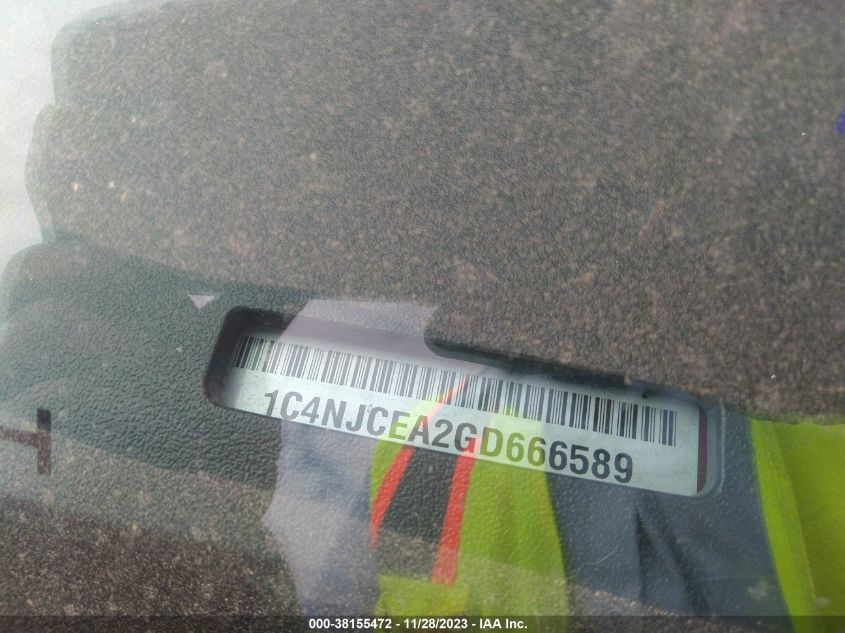 1C4NJCEA2GD666589
000-38155472 - 11/28/2023 - IAA Inc.